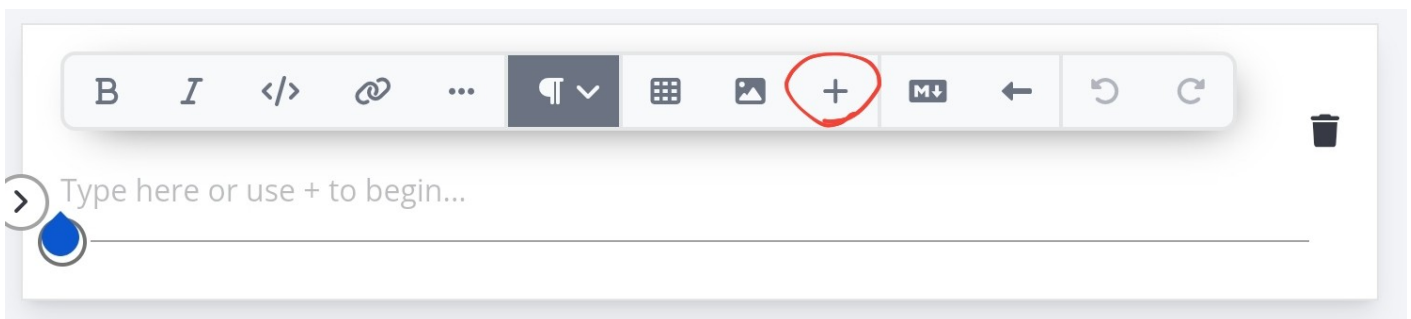 B I </> ... ¶ M↓
Type here or use + to begin...